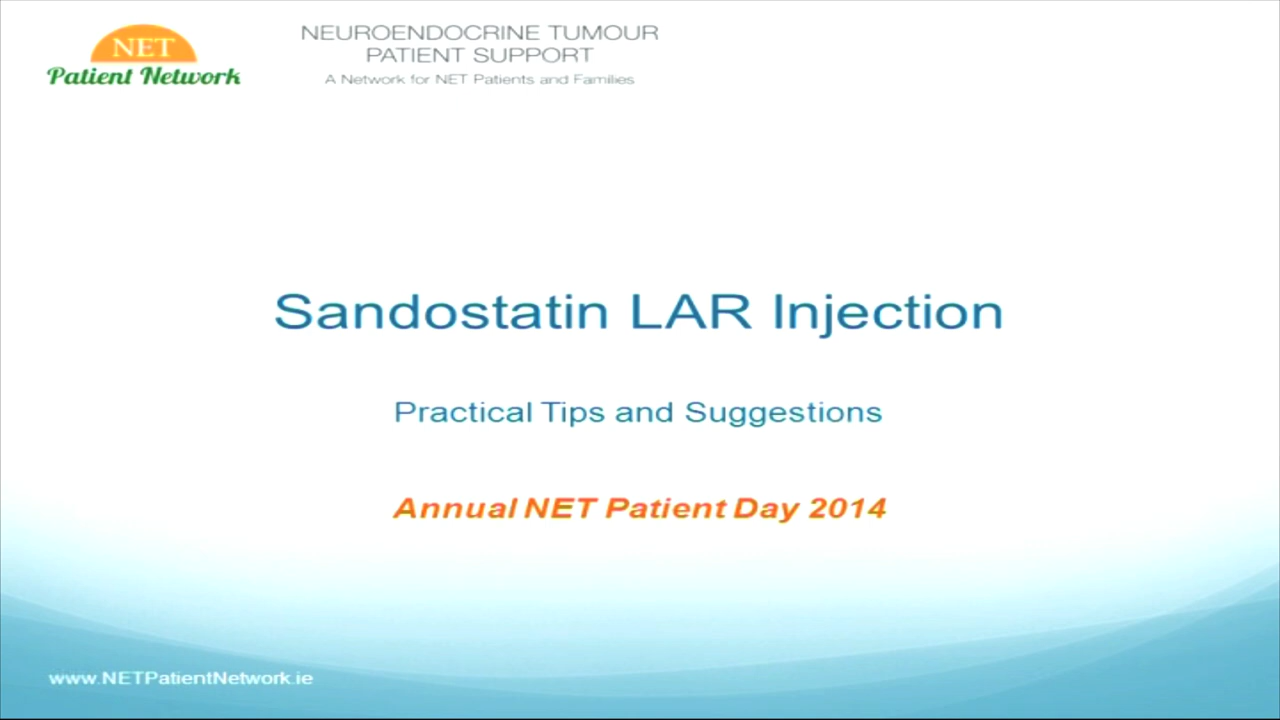 NET
Patient Network
NEUROENDOCRINE TUMOUR
PATIENT SUPPORT
A Network for NET Patients and Families
Sandostatin LAR Injection
Practical Tips and Suggestions
Annual NET Patient Day 2014
www.NETPatientNetwork.ie